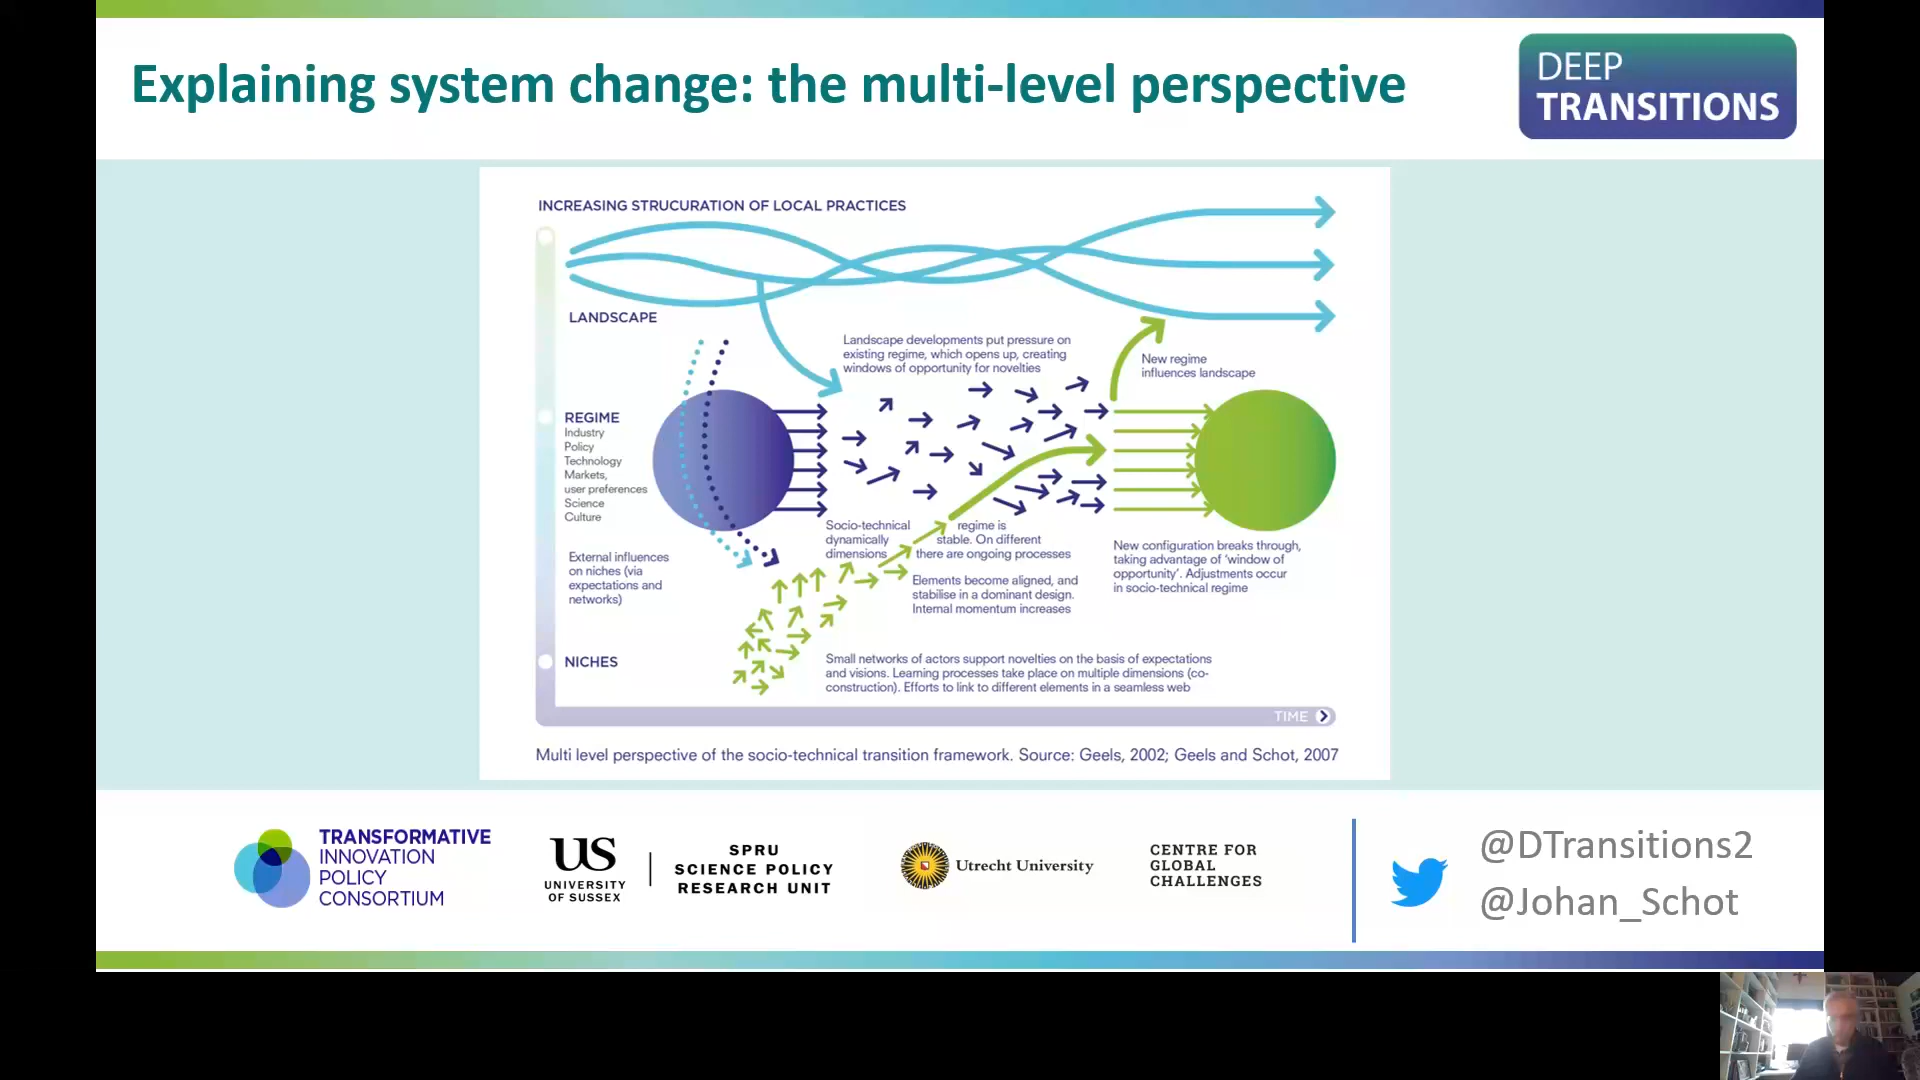 Explaining system change: the multi-level perspective
DEEP
TRANSITIONS
INCREASING STRUCURATION OF LOCAL PRACTICES
LANDSCAPE
Landscape developments put pressure on
existing regime, which opens up, creating
windows of opportunity for novelties
New regime
influences landscape
REGIME
Industry
Policy
Technology
Markets,
user preferences
Science
Culture
External influences
on niches (via
expectations and
networks)
Socio-technical regime is
dynamically stable. On different
dimensions there are ongoing processes
Elements become aligned, and
stabilise in a dominant design.
Internal momentum increases
New configuration breaks through,
taking advantage of ‘window of
opportunity’. Adjustments occur
in socio-technical regime
NICHES
Small networks of actors support novelties on the basis of expectations
and visions. Learning processes take place on multiple dimensions (co-
construction). Efforts to link to different elements in a seamless web
TIME
Multi level perspective of the socio-technical transition framework. Source: Geels, 2002; Geels and Schot, 2007
TRANSFORMATIVE
INNOVATION
POLICY
CONSORTIUM
US
UNIVERSITY
OF SUSSEX
SPRU
SCIENCE POLICY
RESEARCH UNIT
Utrecht University
CENTRE FOR
GLOBAL
CHALLENGES
@DTransitions2
@Johan_Schot